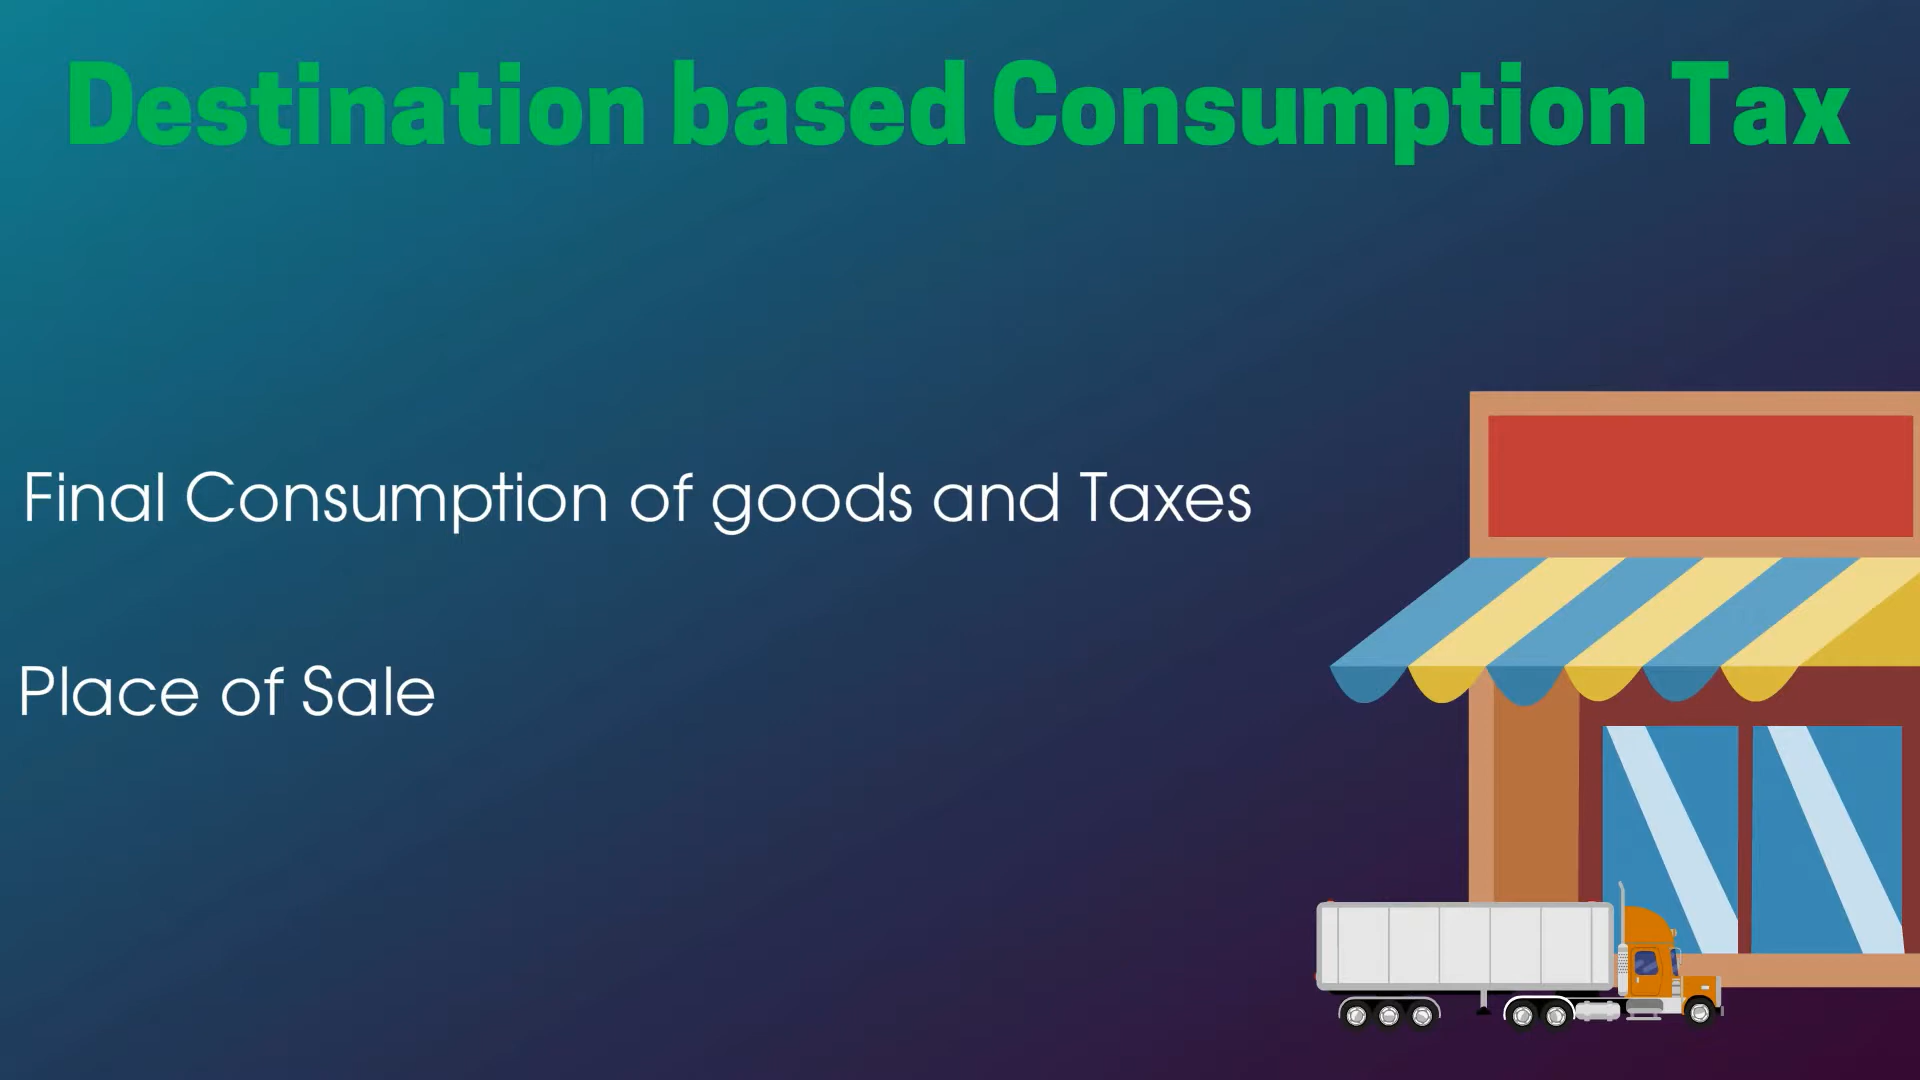 Destination based Consumption Tax
Final Consumption of goods and Taxes
Place of Sale